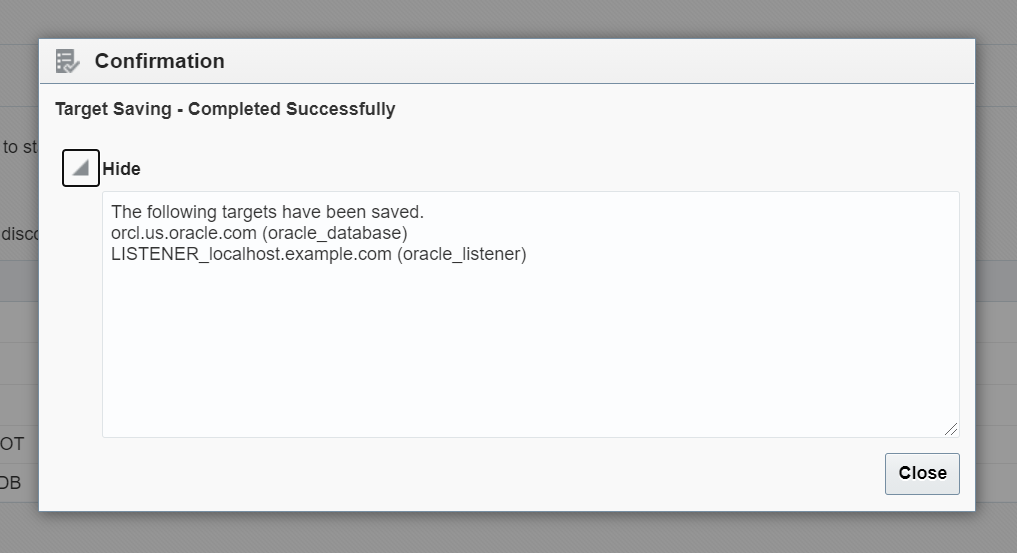 Confirmation
Target Saving - Completed Successfully
to st
Hide
The following targets have been saved.
disco
orcl.us.oracle.com (oracle_database)
LISTENER_localhost.example.com (oracle_listener)
OT
DB
Close